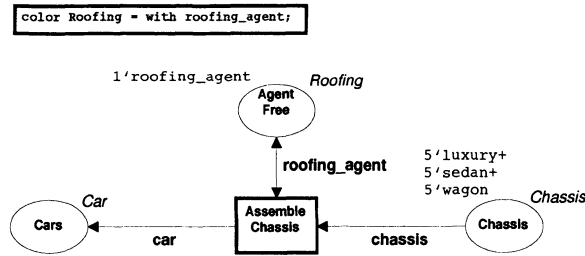 color Roofing = with roofing_agent;
1`roofing_agent
Roofing
Agent
Free
roofing_agent
5`luxury+
5`sedan+
5`wagon
Car
Chassis
Cars
Assemble
Chassis
Chassis
car
chassis